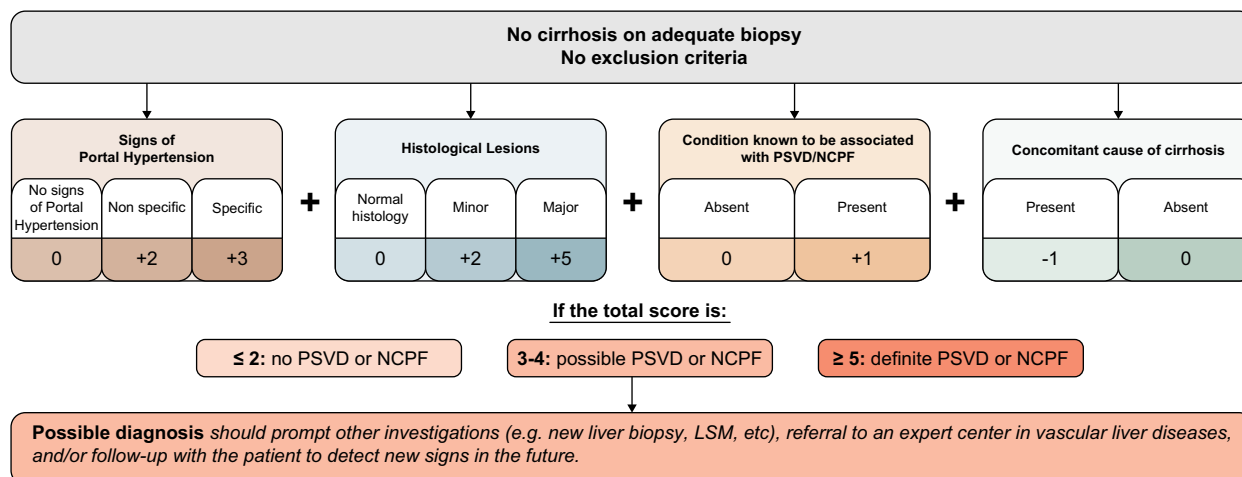 No cirrhosis on adequate biopsy
No exclusion criteria
Signs of
Portal Hypertension
No signs
of Portal
Hypertension
Non specific
Specific
0
+2
+3
+
Histological Lesions
Normal
histology
Minor
Major
0
+2
+5
+
Condition known to be associated
with PSVD/NCPF
Absent
Present
0
+1
+
Concomitant cause of cirrhosis
Present
Absent
-1
0
If the total score is:
≤ 2: no PSVD or NCPF
3-4: possible PSVD or NCPF
≥ 5: definite PSVD or NCPF
Possible diagnosis should prompt other investigations (e.g. new liver biopsy, LSM, etc), referral to an expert center in vascular liver diseases,
and/or follow-up with the patient to detect new signs in the future.